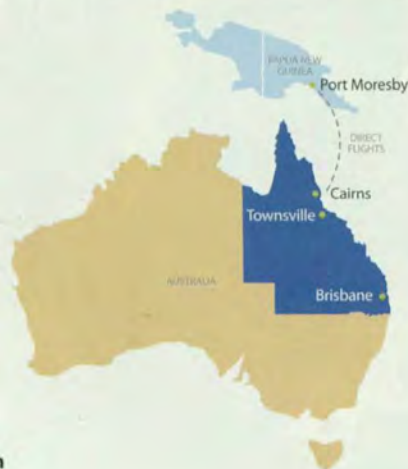 PAPUA NEW
GUINEA
Port Moresby
DIRECT
FLIGHTS
Cairns
Townsville
AUSTRALIA
Brisbane